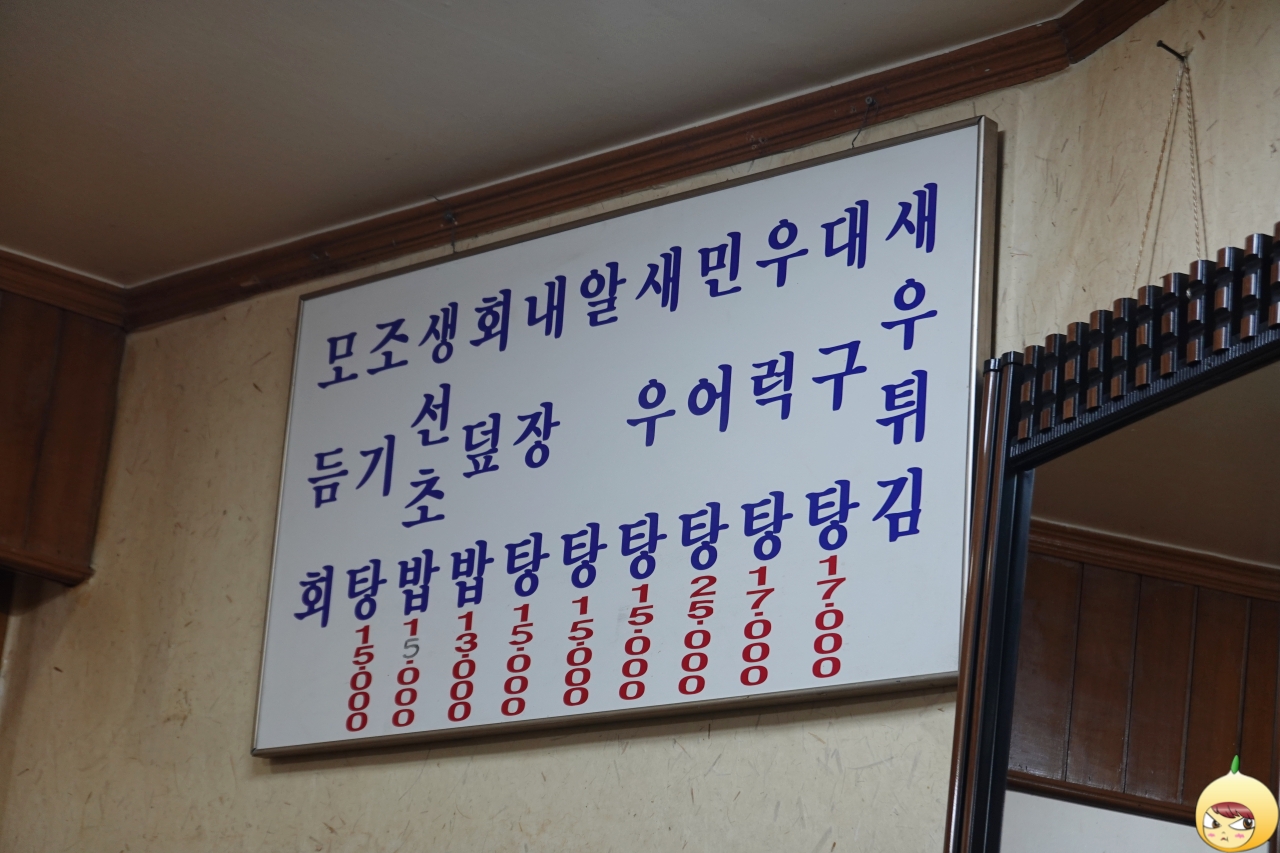 모듬회
조기탕 15.000
생선초밥 15.000
회덮밥 13.000
내장탕 15.000
알탕 15.000
새우탕 15.000
민어탕 25.000
우럭탕 17.000
대구탕 17.000
새우튀김